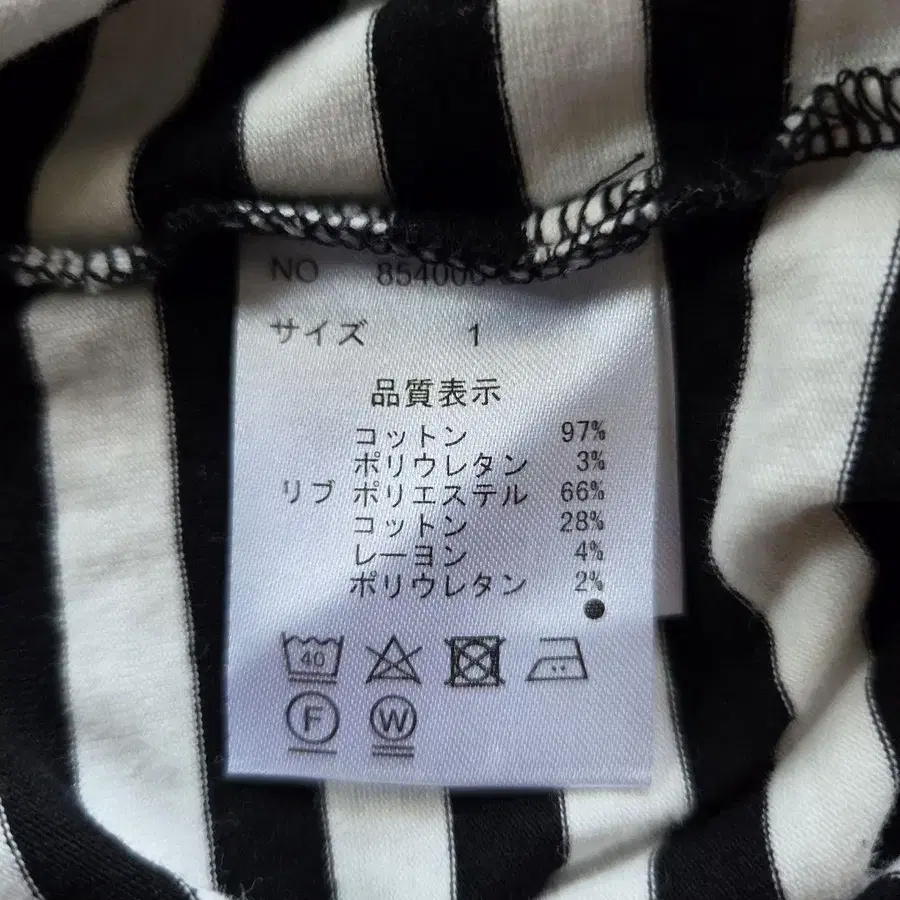 NO
サイズ 1
品質表示
コットン 97%
ポリウレタン 3%
リブ ポリエステル 66%
コットン 28%
レーヨン 4%
ポリウレタン 2%
40
F W